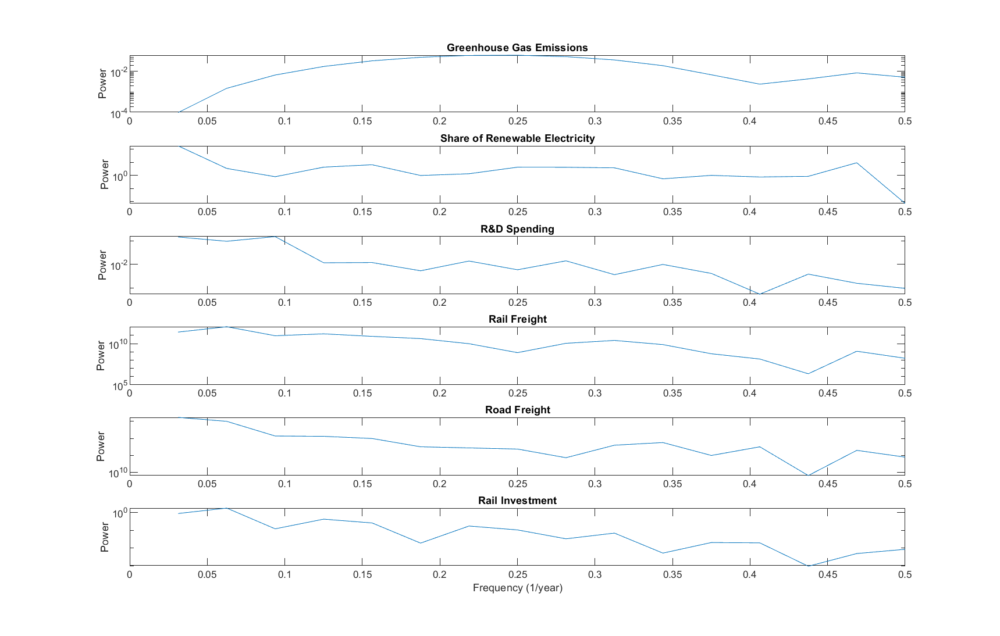 Greenhouse Gas Emissions
Power
10^-2
10^-4
0 0.05 0.1 0.15 0.2 0.25 0.3 0.35 0.4 0.45 0.5
Share of Renewable Electricity
Power
10^0
0 0.05 0.1 0.15 0.2 0.25 0.3 0.35 0.4 0.45 0.5
R&D Spending
Power
10^-2
0 0.05 0.1 0.15 0.2 0.25 0.3 0.35 0.4 0.45 0.5
Rail Freight
Power
10^10
10^5
0 0.05 0.1 0.15 0.2 0.25 0.3 0.35 0.4 0.45 0.5
Road Freight
Power
10^10
0 0.05 0.1 0.15 0.2 0.25 0.3 0.35 0.4 0.45 0.5
Rail Investment
Power
10^0
0 0.05 0.1 0.15 0.2 0.25 0.3 0.35 0.4 0.45 0.5
Frequency (1/year)